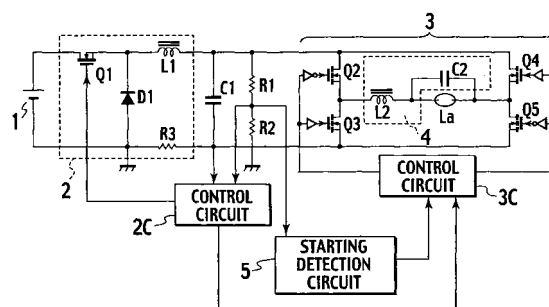 3
Q1
L1
Q2
C2
Q4
R1
D1
C1
1
R2
Q3
L2
La
Q5
R3
4
2
CONTROL
CIRCUIT
2C
CONTROL
CIRCUIT
3C
STARTING
DETECTION
CIRCUIT
5